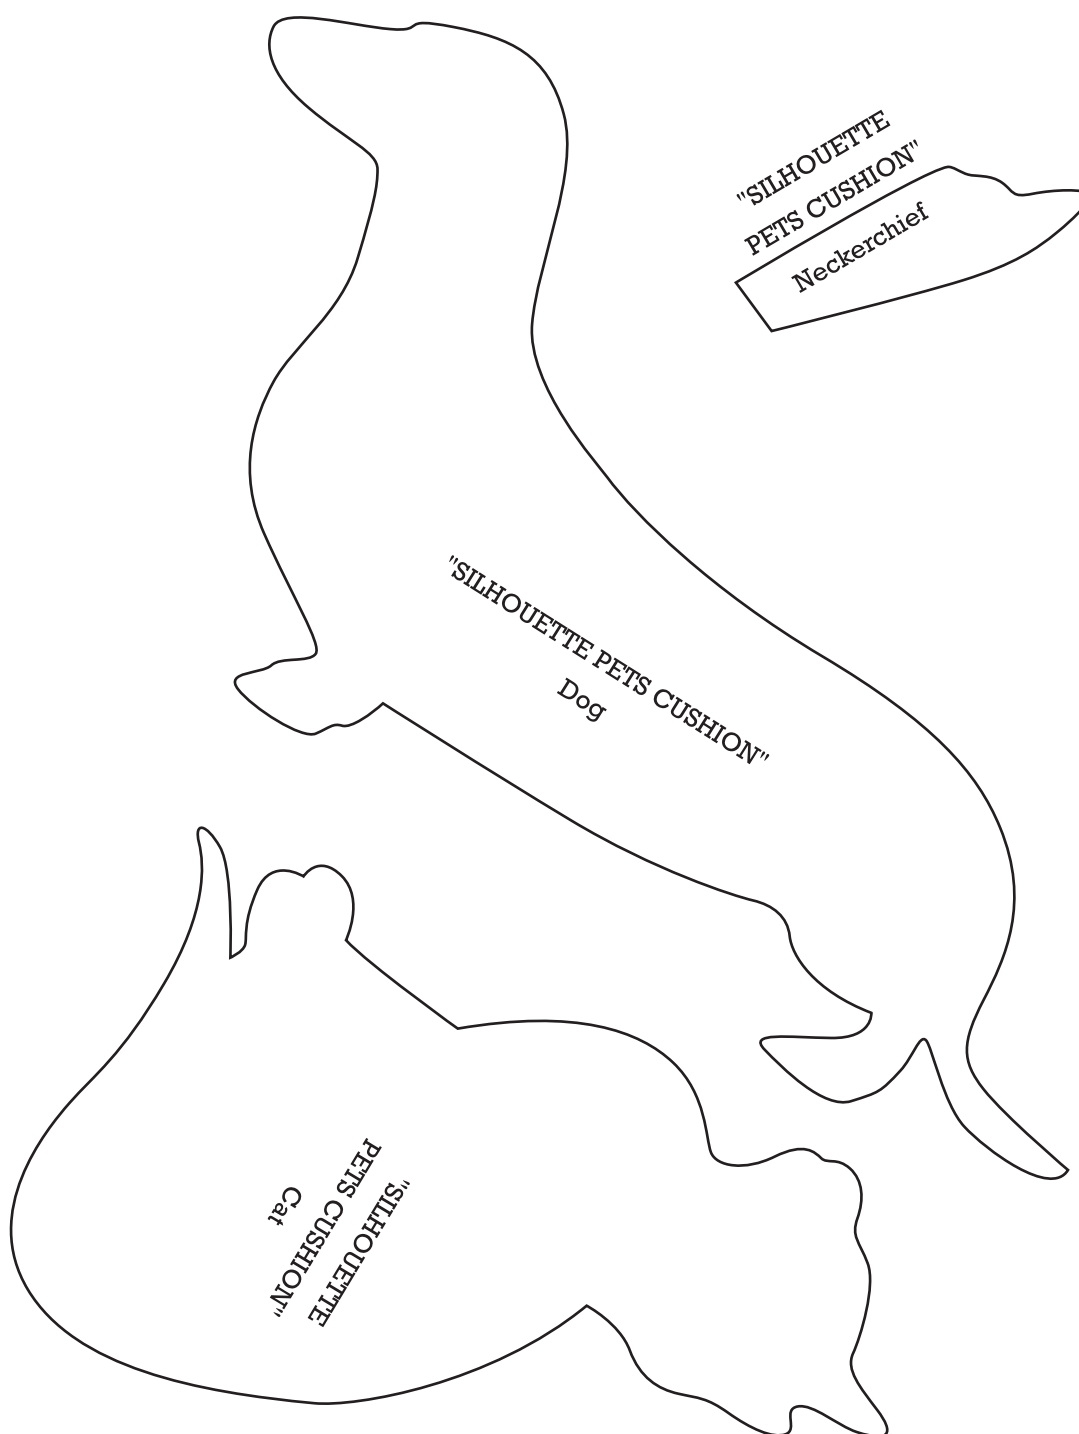 "SILHOUETTE
PETS CUSHION"
Neckerchief
"SILHOUETTE PETS CUSHION"
Dog
"SILHOUETTE
PETS CUSHION"
Cat